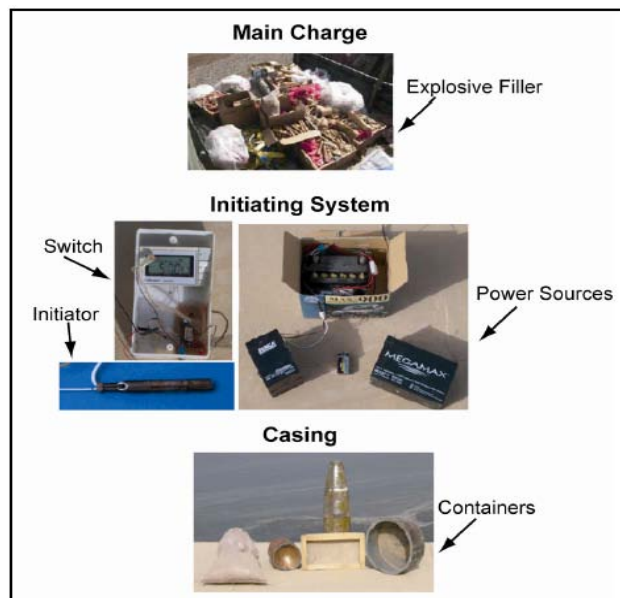 Main Charge
Explosive Filler
Initiating System
Switch
Initiator
Power Sources
MEGAMAX
Casing
Containers